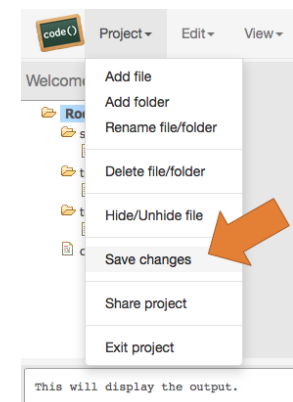 code()
Project
Edit
View
Welcom
Add file
Add folder
Rename file/folder
Delete file/folder
Hide/Unhide file
Save changes
Share project
Exit project
This will display the output.